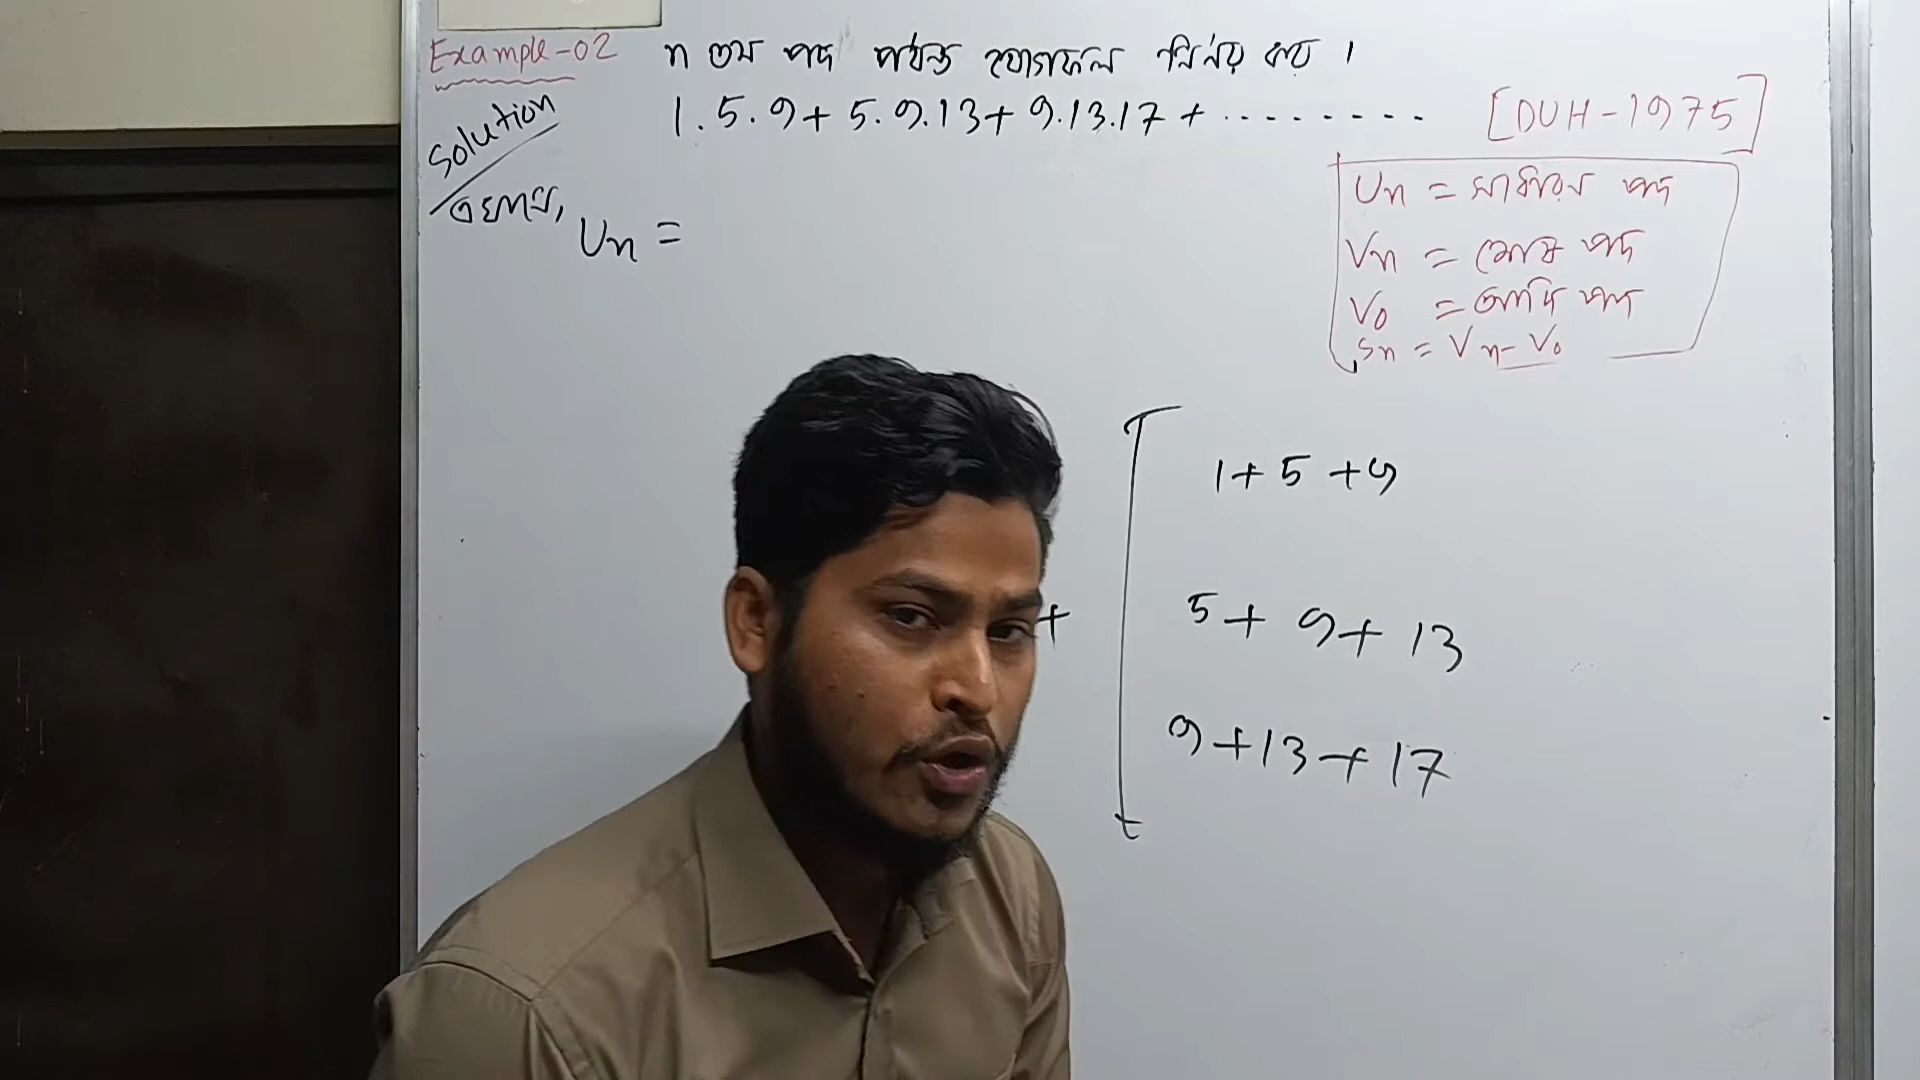 Example-02 n তম পদ পর্যন্ত যোগফল নির্ণয় কর ।
1.5.9+5.9.13+9.13.17+........ [DUH-1975]
Solution
এখানে, Un =
Un = সাধারন পদ
Vn = শেষ পদ
V0 = আদি পদ
Sn = Vn-V0
1+5+9
+ 5+9+13
9+13+17